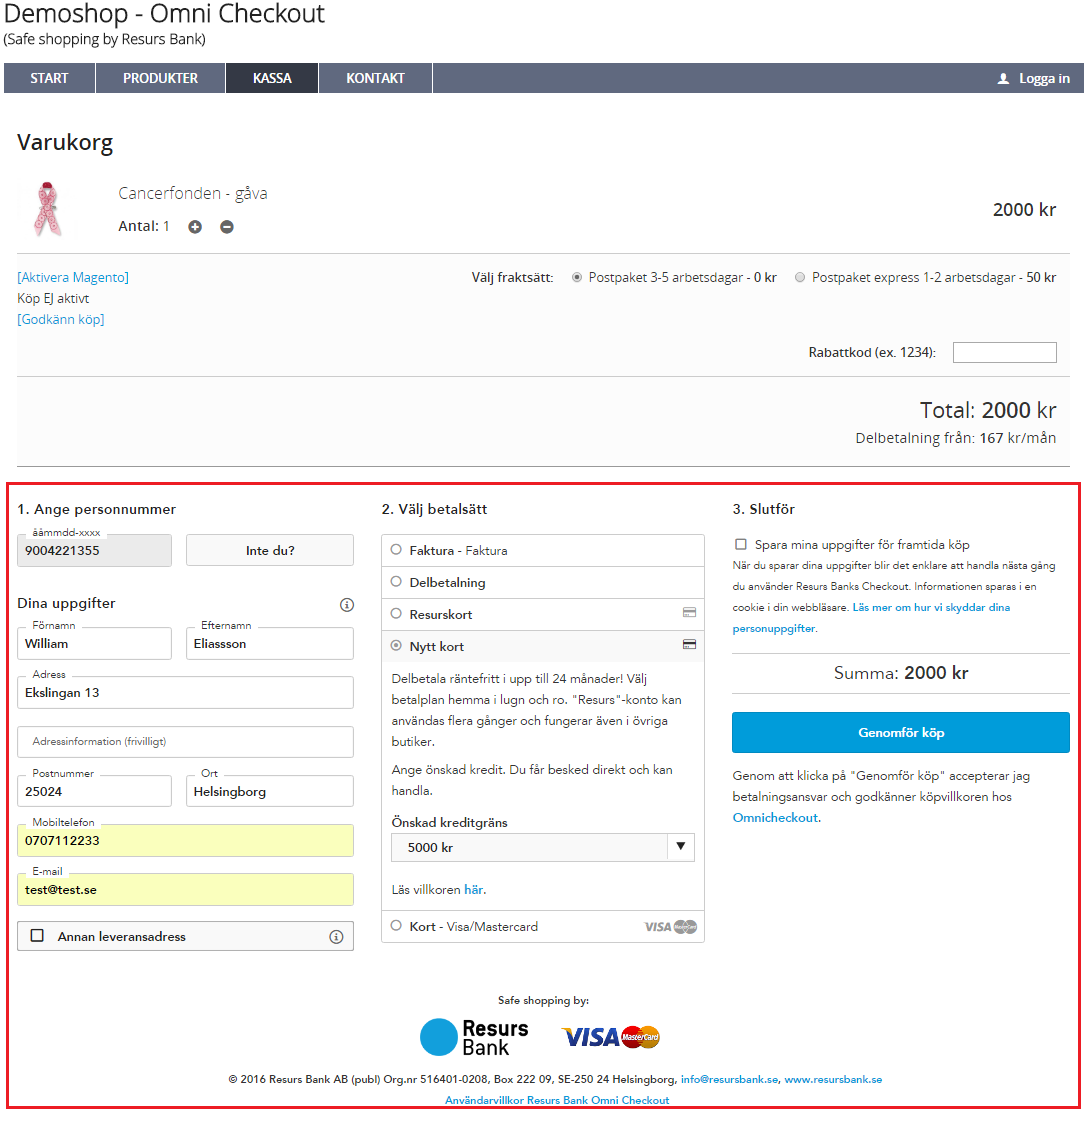 Demoshop - Omni Checkout
(Safe shopping by Resurs Bank)
START PRODUKTER KASSA KONTAKT Logga in
Varukorg
Cancerfonden - gåva
2000 kr
Antal: 1
[Aktivera Magento]
Köp EJ aktivt
[Godkänn köp]
Välj fraktsätt: Postpaket 3-5 arbetsdagar - 0 kr Postpaket express 1-2 arbetsdagar - 50 kr
Rabattkod (ex. 1234):
Total: 2000 kr
Delbetalning från: 167 kr/mån
1. Ange personnummer
ååmmdd-xxxx
9004221355
Inte du?
Dina uppgifter
Förnamn
William
Efternamn
Eliassson
Adress
Ekslingan 13
Adressinformation (frivilligt)
Postnummer
25024
Ort
Helsingborg
Mobiltelefon
0707112233
E-mail
test@test.se
Annan leveransadress
2. Välj betalsätt
Faktura - Faktura
Delbetalning
Resurskort
Nytt kort
Delbetala räntefritt i upp till 24 månader! Välj
betalplan hemma i lugn och ro. "Resurs"-konto kan
användas flera gånger och fungerar även i övriga
butiker.
Ange önskad kredit. Du får besked direkt och kan
handla.
Önskad kreditgräns
5000 kr
Läs villkoren här.
Kort - Visa/Mastercard
VISA MasterCard
3. Slutför
Spara mina uppgifter för framtida köp
När du sparar dina uppgifter blir det enklare att handla nästa gång
du använder Resurs Banks Checkout. Informationen sparas i en
cookie i din webbläsare. Läs mer om hur vi skyddar dina
personuppgifter.
Summa: 2000 kr
Genomför köp
Genom att klicka på "Genomför köp" accepterar jag
betalningsansvar och godkänner köpvillkoren hos
Omnicheckout.
Safe shopping by:
Resurs
Bank
VISA MasterCard
© 2016 Resurs Bank AB (publ) Org.nr 516401-0208, Box 222 09, SE-250 24 Helsingborg, info@resursbank.se, www.resursbank.se
Användarvillkor Resurs Bank Omni Checkout